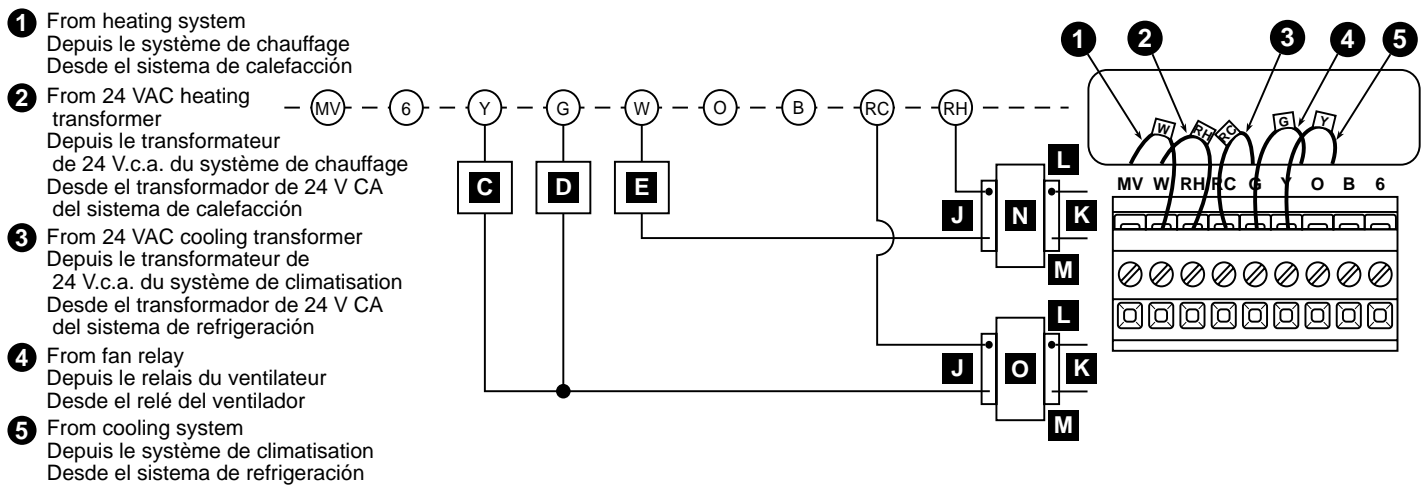 1 From heating system
Depuis le système de chauffage
Desde el sistema de calefacción
2 From 24 VAC heating
transformer
Depuis le transformateur
de 24 V.c.a. du système de chauffage
Desde el transformador de 24 V CA
del sistema de calefacción
3 From 24 VAC cooling transformer
Depuis le transformateur de
24 V.c.a. du système de climatisation
Desde el transformador de 24 V CA
del sistema de refrigeración
4 From fan relay
Depuis le relais du ventilateur
Desde el relé del ventilador
5 From cooling system
Depuis le système de climatisation
Desde el sistema de refrigeración
MV 6 Y G W O B RC RH
C D E
L
J N K
M
L
J O K
M
1 2 3 4 5
W RH RC G Y
MV W RH RC G Y O B 6